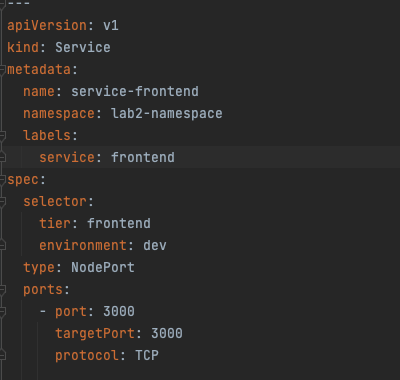 ---
apiVersion: v1
kind: Service
metadata:
  name: service-frontend
  namespace: lab2-namespace
  labels:
    service: frontend
spec:
  selector:
    tier: frontend
    environment: dev
  type: NodePort
  ports:
    - port: 3000
      targetPort: 3000
      protocol: TCP